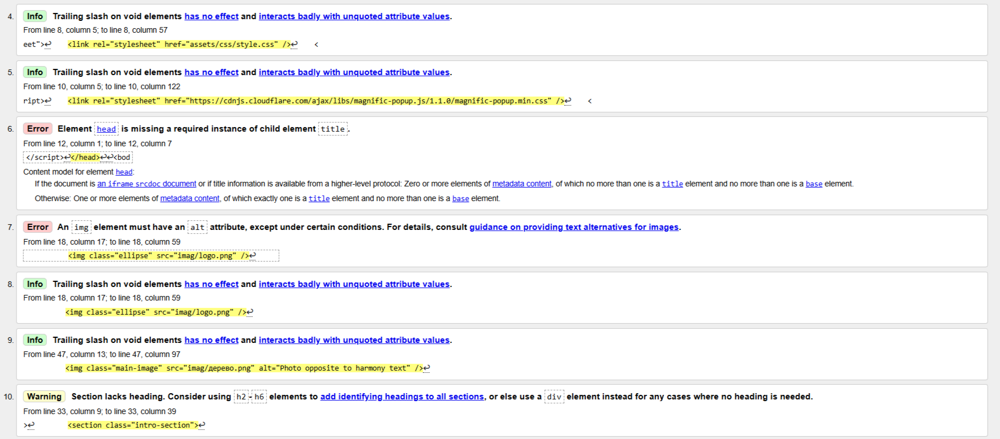 4. Info Trailing slash on void elements has no effect and interacts badly with unquoted attribute values.
From line 8, column 5; to line 8, column 57
eet">↩    <link rel="stylesheet" href="assets/css/style.css" />↩    <
5. Info Trailing slash on void elements has no effect and interacts badly with unquoted attribute values.
From line 10, column 5; to line 10, column 122
ript>↩    <link rel="stylesheet" href="https://cdnjs.cloudflare.com/ajax/libs/magnific-popup.js/1.1.0/magnific-popup.min.css" />↩    <
6. Error Element head is missing a required instance of child element title.
From line 12, column 1; to line 12, column 7
</script>↩</head>↩↩<bod
Content model for element head:
If the document is an iframe srcdoc document or if title information is available from a higher-level protocol: Zero or more elements of metadata content, of which no more than one is a title element and no more than one is a base element.
Otherwise: One or more elements of metadata content, of which exactly one is a title element and no more than one is a base element.
7. Error An img element must have an alt attribute, except under certain conditions. For details, consult guidance on providing text alternatives for images.
From line 18, column 17; to line 18, column 59
<img class="ellipse" src="imag/logo.png" />↩
8. Info Trailing slash on void elements has no effect and interacts badly with unquoted attribute values.
From line 18, column 17; to line 18, column 59
<img class="ellipse" src="imag/logo.png" />↩
9. Info Trailing slash on void elements has no effect and interacts badly with unquoted attribute values.
From line 47, column 13; to line 47, column 97
<img class="main-image" src="imag/дерево.png" alt="Photo opposite to harmony text" />↩
10. Warning Section lacks heading. Consider using h2-h6 elements to add identifying headings to all sections, or else use a div element instead for any cases where no heading is needed.
From line 33, column 9; to line 33, column 39
>↩    <section class="intro-section">↩